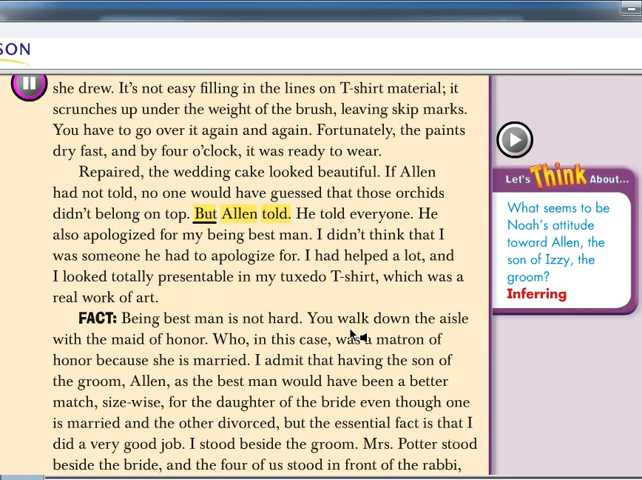 SON
she drew. It's not easy filling in the lines on T-shirt material; it
scrunches up under the weight of the brush, leaving skip marks.
You have to go over it again and again. Fortunately, the paints
dry fast, and by four o'clock, it was ready to wear.
Repaired, the wedding cake looked beautiful. If Allen
had not told, no one would have guessed that those orchids
didn't belong on top. But Allen told. He told everyone. He
also apologized for my being best man. I didn't think that I
was someone he had to apologize for. I had helped a lot, and
I looked totally presentable in my tuxedo T-shirt, which was a
real work of art.
FACT: Being best man is not hard. You walk down the aisle
with the maid of honor. Who, in this case, was a matron of
honor because she is married. I admit that having the son of
the groom, Allen, as the best man would have been a better
match, size-wise, for the daughter of the bride even though one
is married and the other divorced, but the essential fact is that I
did a very good job. I stood beside the groom. Mrs. Potter stood
beside the bride, and the four of us stood in front of the rabbi,
Let's Think About...
What seems to be
Noah's attitude
toward Allen, the
son of Izzy, the
groom?
Inferring